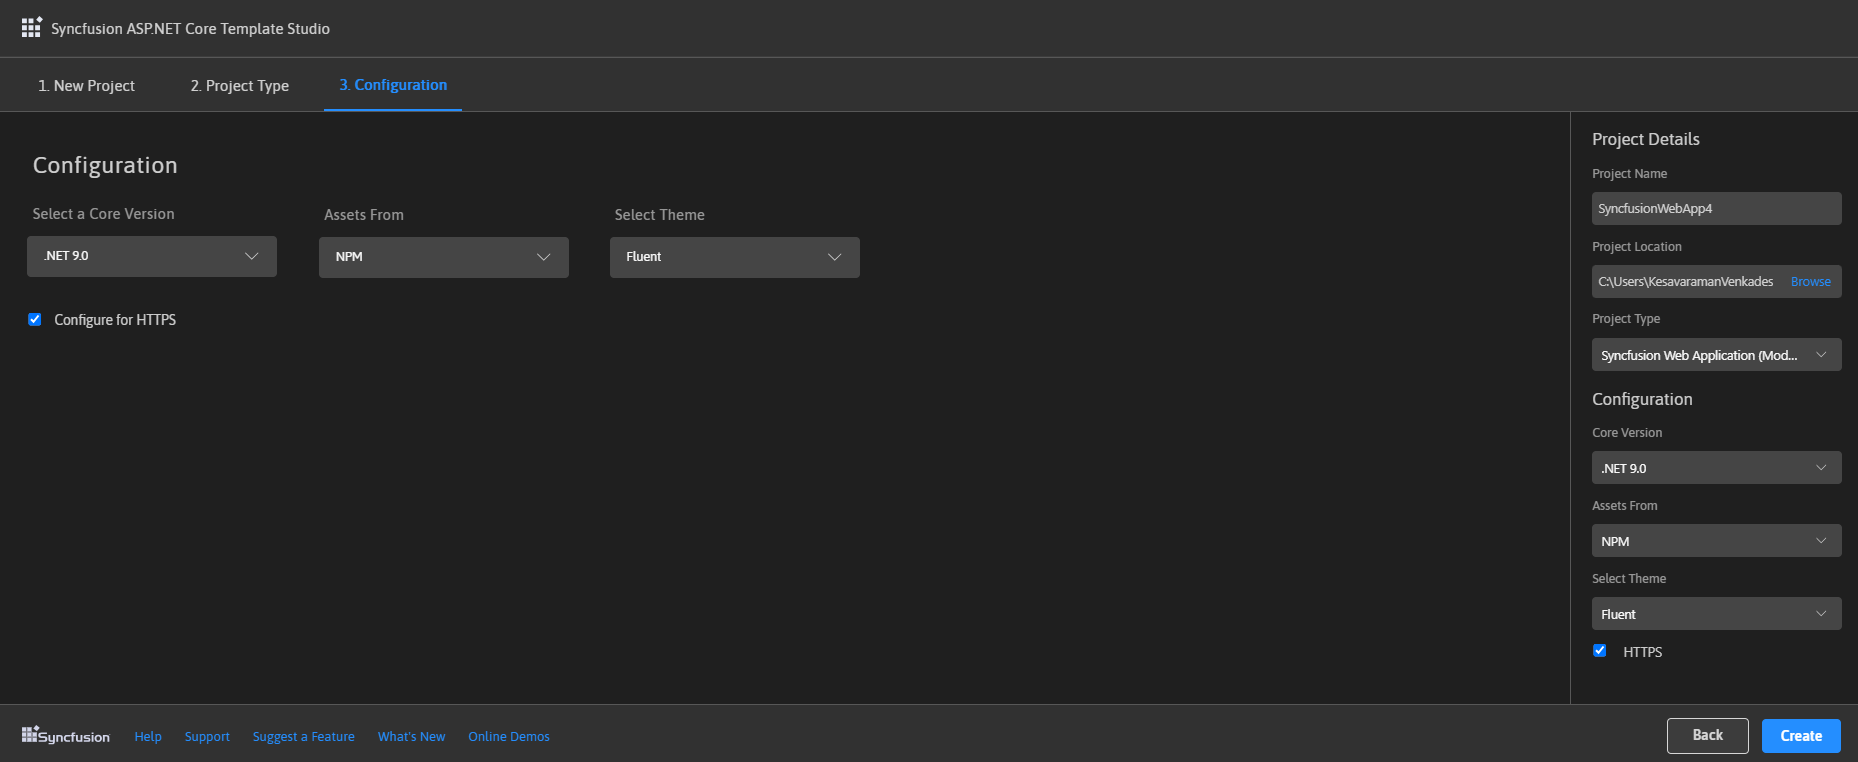 Syncfusion ASP.NET Core Template Studio
1. New Project
2. Project Type
3. Configuration
Configuration
Select a Core Version
Assets From
Select Theme
.NET 9.0
NPM
Fluent
Configure for HTTPS
Project Details
Project Name
SyncfusionWebApp4
Project Location
C:\Users\KesavaramanVenkades
Browse
Project Type
Syncfusion Web Application (Mod...
Configuration
Core Version
.NET 9.0
Assets From
NPM
Select Theme
Fluent
HTTPS
Syncfusion
Help
Support
Suggest a Feature
What's New
Online Demos
Back
Create